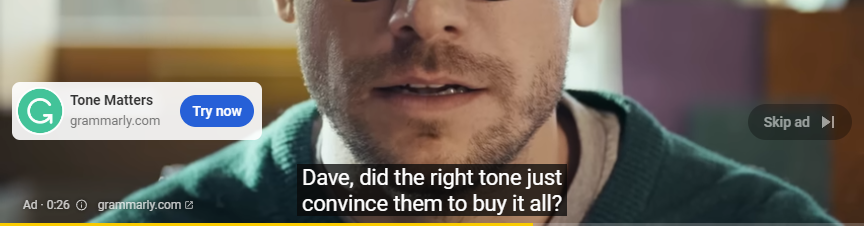 Tone Matters
grammarly.com
Try now
Skip ad
Dave, did the right tone just
convince them to buy it all?
Ad · 0:26
grammarly.com